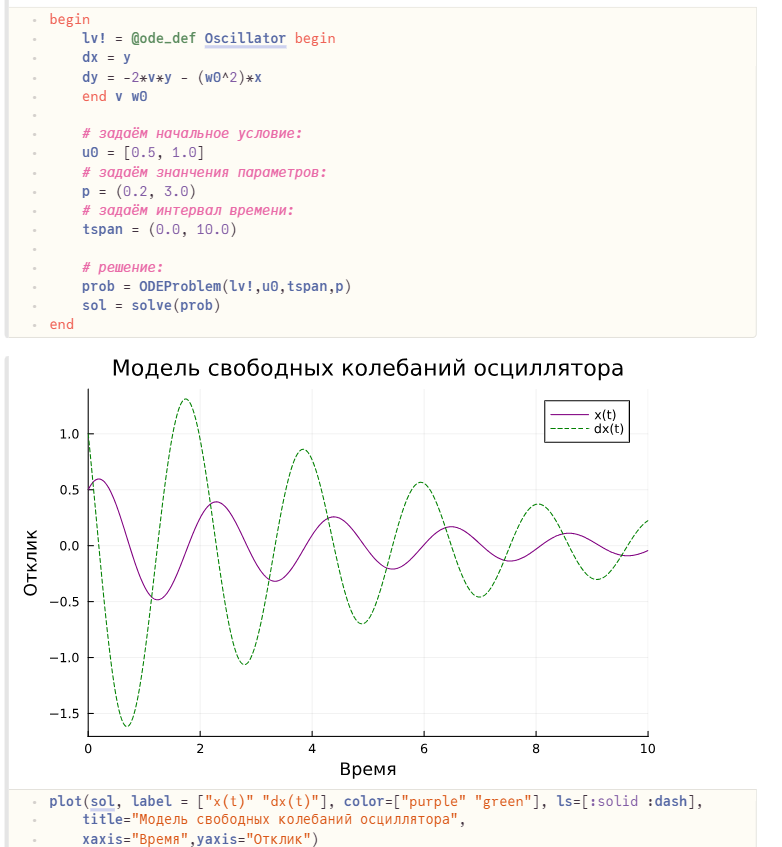 begin
lv! = @ode_def Oscillator begin
dx = y
dy = -2*v*y - (w0^2)*x
end v w0
# задаём начальное условие:
u0 = [0.5, 1.0]
# задаём знанчения параметров:
p = (0.2, 3.0)
# задаём интервал времени:
tspan = (0.0, 10.0)
# решение:
prob = ODEProblem(lv!,u0,tspan,p)
sol = solve(prob)
end
Модель свободных колебаний осциллятора
x(t)
dx(t)
1.0
0.5
0.0
−0.5
−1.0
−1.5
Отклик
0 2 4 6 8 10
Время
plot(sol, label = ["x(t)" "dx(t)"], color=["purple" "green"], ls=[:solid :dash],
title="Модель свободных колебаний осциллятора",
xaxis="Время",yaxis="Отклик")